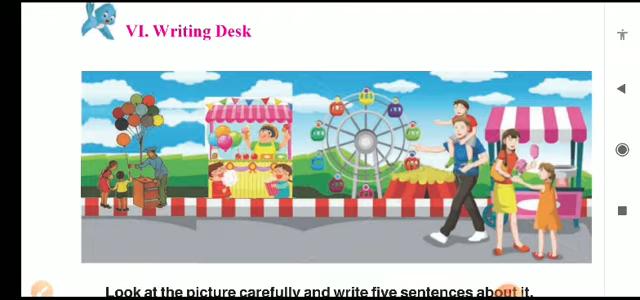 VI. Writing Desk
Look at the picture carefully and write five sentences about it.